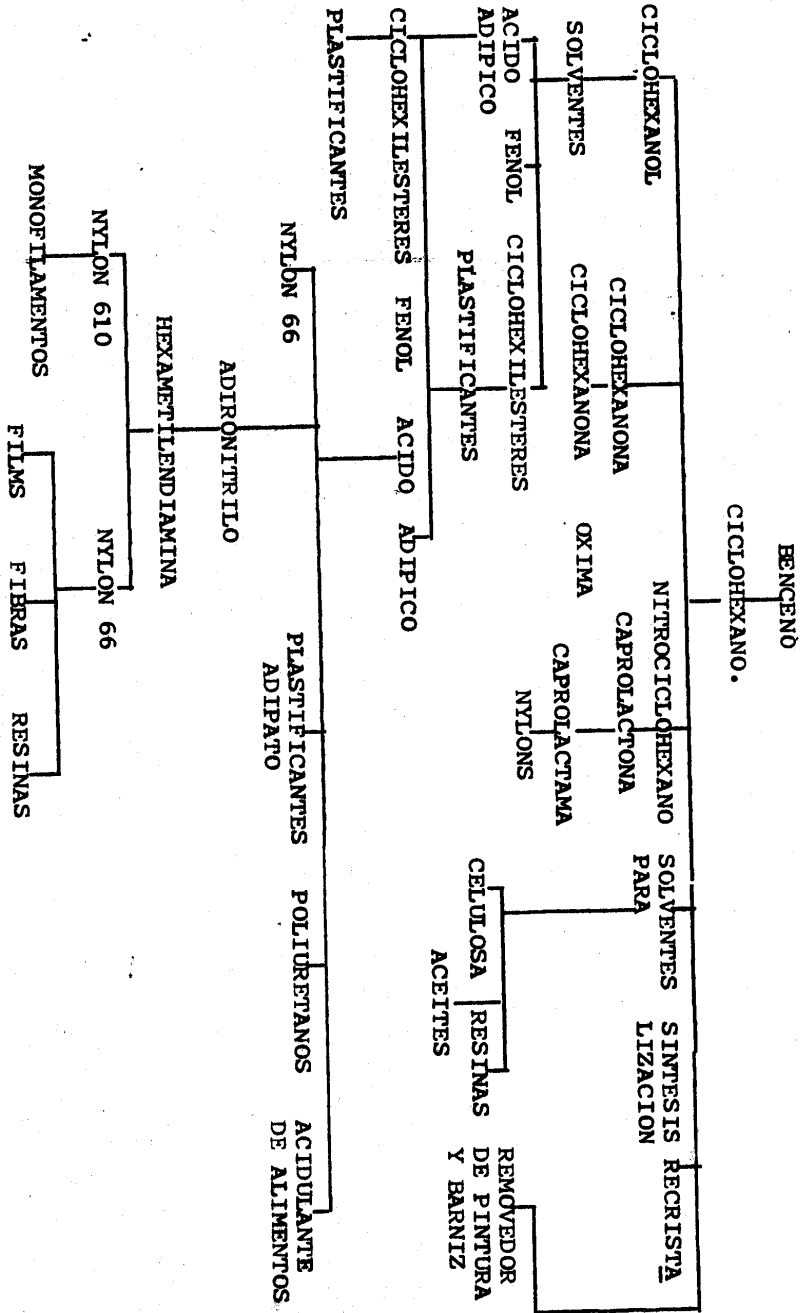 BENCENO
CICLOHEXANO.
CICLOHEXANOL
CICLOHEXANONA
NITROCICLOHEXANO
SOLVENTES
PARA
SINTESIS RECRISTA
LIZACION
SOLVENTES
CICLOHEXANONA
OXIMA
CAPROLACTONA
CAPROLACTAMA
NYLONS
CELULOSA RESINAS
ACEITES
REMOVEDOR
DE PINTURA
Y BARNIZ
ACIDO
ADIPICO
FENOL
CICLOHEXILESTERES
PLASTIFICANTES
CICLOHEXILESTERES FENOL ACIDO ADIPICO
PLASTIFICANTES
NYLON 66
ADIRONITRILO
HEXAMETILENDIAMINA
PLASTIFICANTES
ADIPATO
POLIURETANOS
ACIDULANTE
DE ALIMENTOS
NYLON 610
NYLON 66
MONOFILAMENTOS
FILMS FIBRAS RESINAS